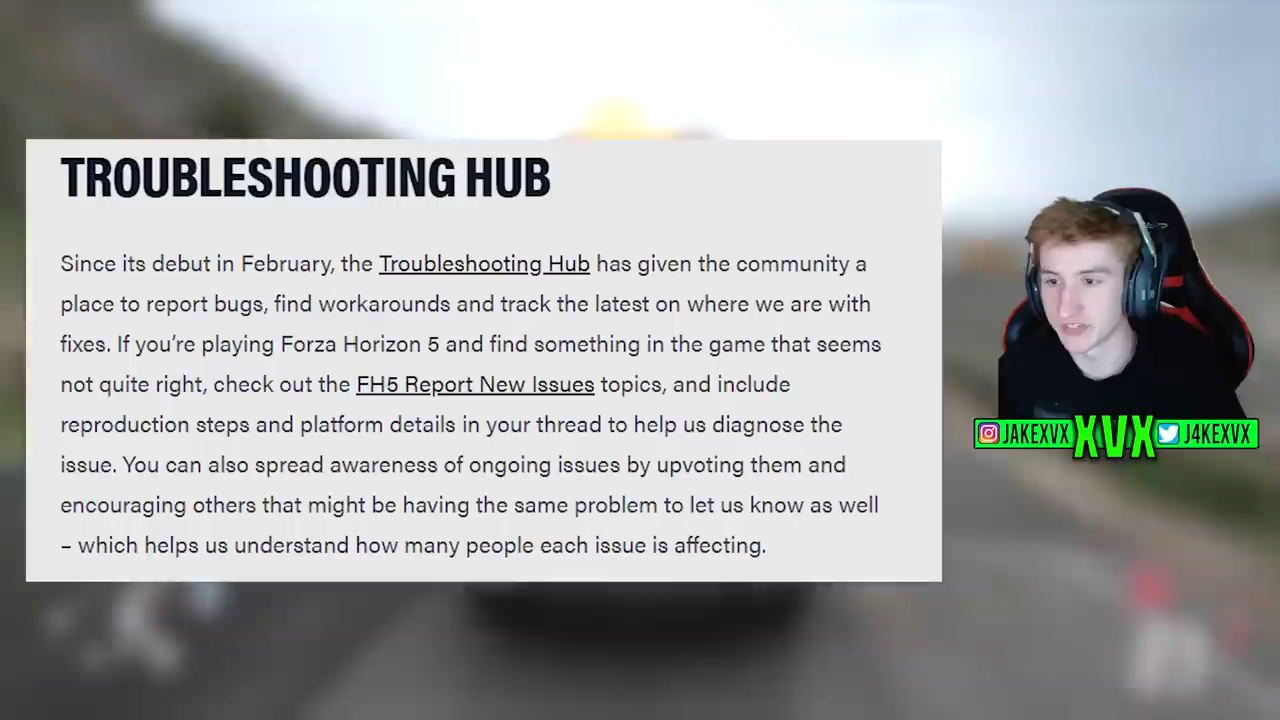 TROUBLESHOOTING HUB
Since its debut in February, the Troubleshooting Hub has given the community a
place to report bugs, find workarounds and track the latest on where we are with
fixes. If you’re playing Forza Horizon 5 and find something in the game that seems
not quite right, check out the FH5 Report New Issues topics, and include
reproduction steps and platform details in your thread to help us diagnose the
issue. You can also spread awareness of ongoing issues by upvoting them and
encouraging others that might be having the same problem to let us know as well
– which helps us understand how many people each issue is affecting.
JAKEXVX XVX J4KEXVX